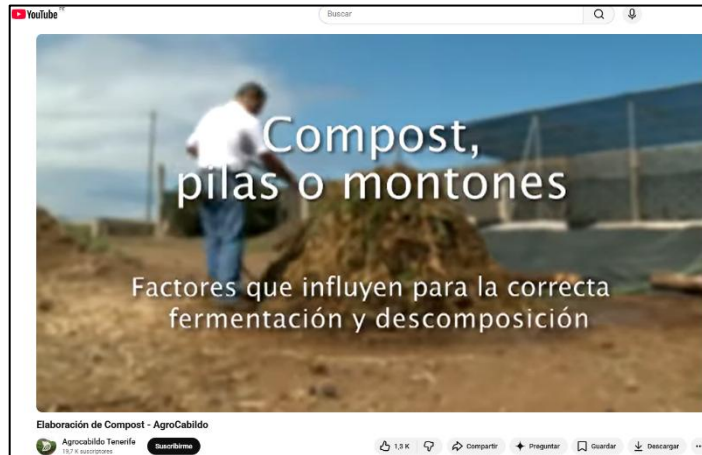 YouTube PE
Buscar
Compost,
pilas o montones
Factores que influyen para la correcta
fermentación y descomposición
Elaboración de Compost - AgroCabildo
Agrocabildo Tenerife
19,7 K suscriptores
Suscribirme
1,3 K
Compartir
Preguntar
Guardar
Descargar